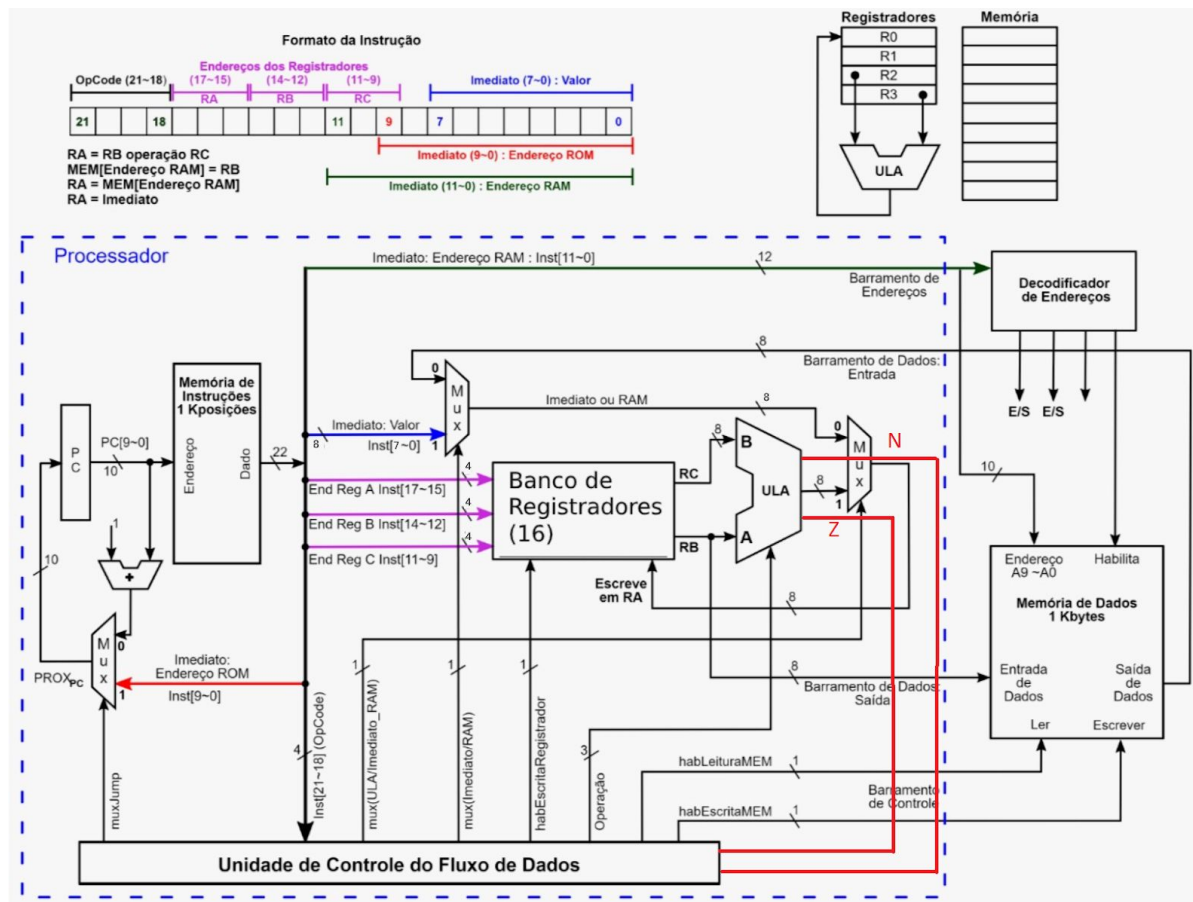 Formato da Instrução
Endereços dos Registradores
OpCode (21~18)
(17~15)
(14~12)
(11~9)
Imediato (7~0) : Valor
RA
RB
RC
21
18
11
9
7
0
Imediato (9~0) : Endereço ROM
Imediato (11~0) : Endereço RAM
RA = RB operação RC
MEM[Endereço RAM] = RB
RA = MEM[Endereço RAM]
RA = Imediato
Registradores
R0
R1
R2
R3
ULA
Memória
Processador
Imediato: Endereço RAM : Inst[11~0]
12
Barramento de
Endereços
Decodificador
de Endereços
E/S
E/S
8
Barramento de Dados:
Entrada
P
C
PC[9~0]
10
Memória de
Instruções
1 Kposições
Endereço
Dado
22
1
+
10
Mux
0
1
PROX
PC
Imediato:
Endereço ROM
Inst[9~0]
Imediato: Valor
8
Inst[7~0]
0
Mux
1
Imediato ou RAM
8
End Reg A Inst[17~15]
4
End Reg B Inst[14~12]
4
End Reg C Inst[11~9]
4
Banco de
Registradores
(16)
RC
RB
8
B
ULA
A
8
0
Mux
1
N
Z
Escreve
em RA
8
10
Endereço
A9 ~A0
Habilita
Memória de Dados
1 Kbytes
Entrada
de
Dados
Saída
de
Dados
Ler
Escrever
8
Barramento de Dados:
Saída
muxJump
4
Inst[21~18] (OpCode)
1
mux(ULA/Imediato_RAM)
1
mux(Imediato/RAM)
1
habEscritaRegistrador
3
Operação
habLeituraMEM
1
Barramento
de Controle
habEscritaMEM
1
Unidade de Controle do Fluxo de Dados